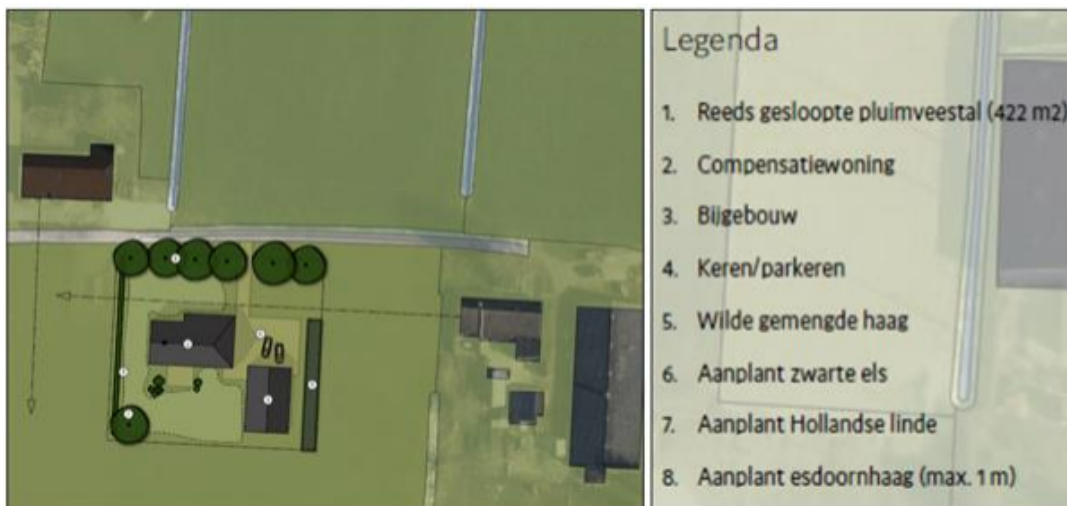 Legenda
1. Reeds gesloopte pluimveestal (422 m2)
2. Compensatiewoning
3. Bijgebouw
4. Keren/parkeren
5. Wilde gemengde haag
6. Aanplant zwarte els
7. Aanplant Hollandse linde
8. Aanplant esdoornhaag (max. 1 m)